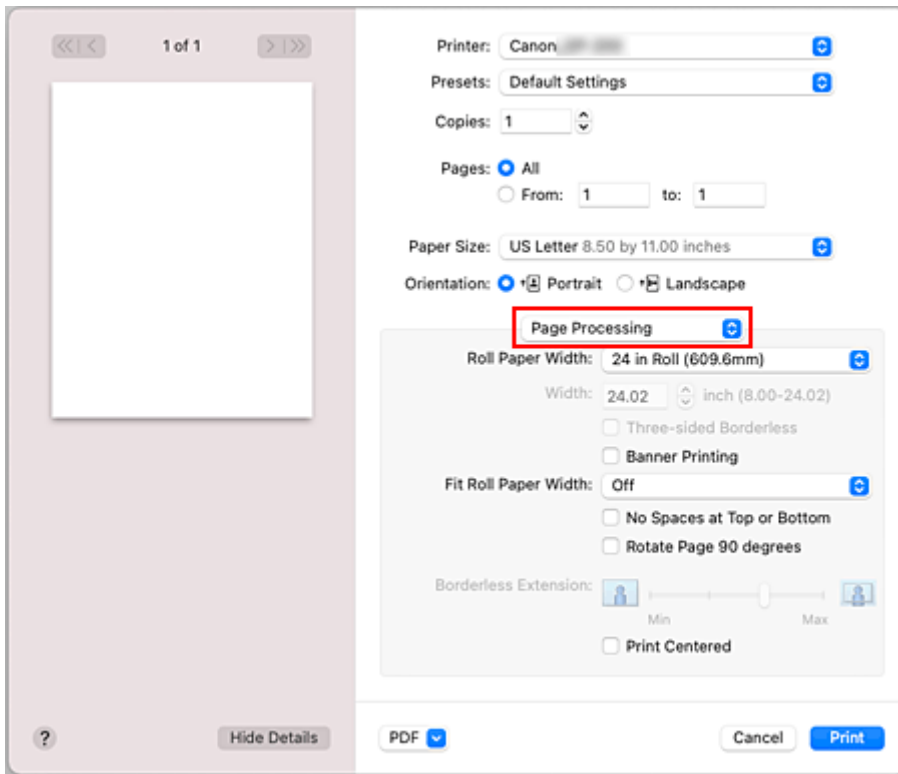 1 of 1
Printer: Canon
Presets: Default Settings
Copies: 1
Pages: All
From: 1 to: 1
Paper Size: US Letter 8.50 by 11.00 inches
Orientation: Portrait Landscape
Page Processing
Roll Paper Width: 24 in Roll (609.6mm)
Width: 24.02 inch (8.00-24.02)
Three-sided Borderless
Banner Printing
Fit Roll Paper Width: Off
No Spaces at Top or Bottom
Rotate Page 90 degrees
Borderless Extension:
Min Max
Print Centered
? Hide Details PDF Cancel Print